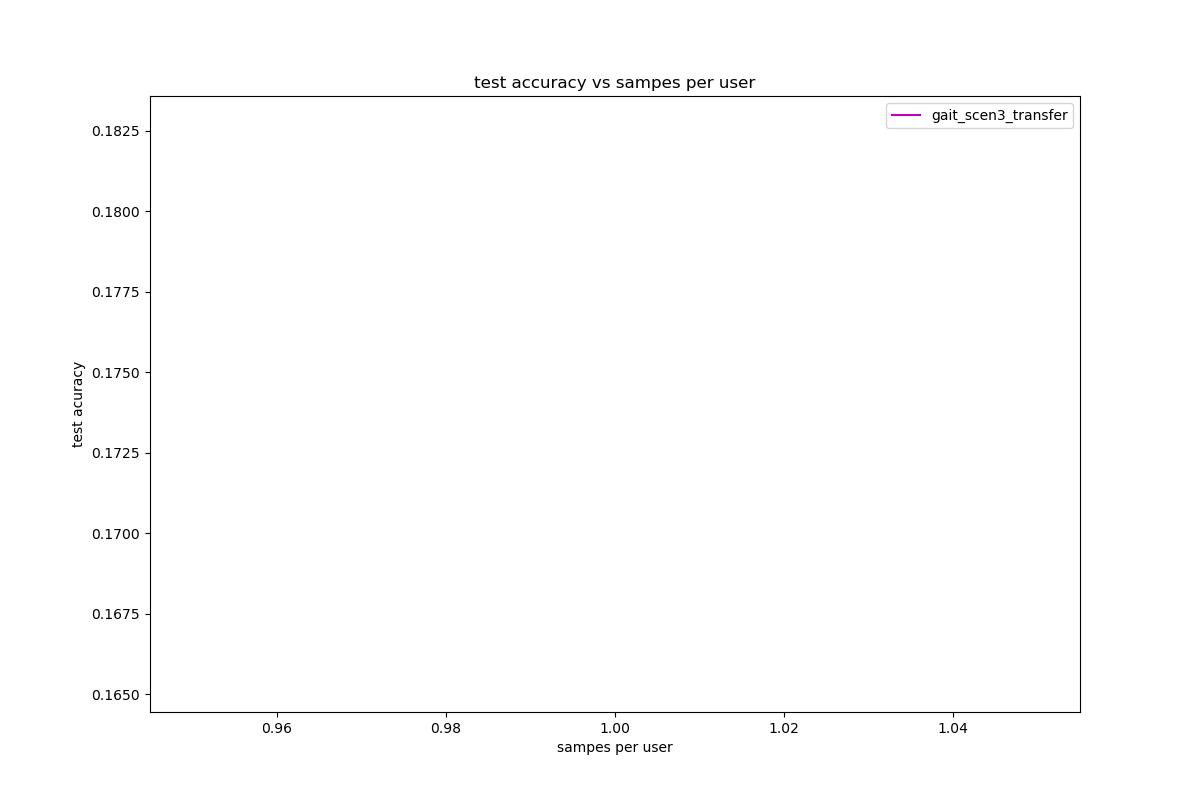 test accuracy vs sampes per user
gait_scen3_transfer
0.1825
0.1800
0.1775
0.1750
0.1725
0.1700
0.1675
0.1650
test acuracy
0.96 0.98 1.00 1.02 1.04
sampes per user